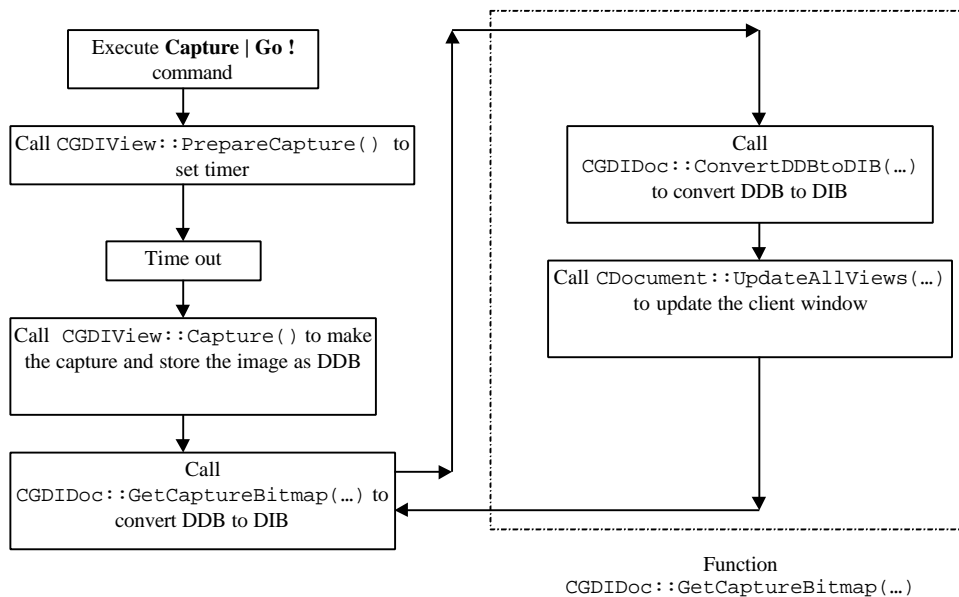 Execute Capture | Go !
command
Call CGDIView::PrepareCapture() to
set timer
Time out
Call CGDIView::Capture() to make
the capture and store the image as DDB
Call
CGDIDoc::GetCaptureBitmap(…) to
convert DDB to DIB
Call
CGDIDoc::ConvertDDBtoDIB(…)
to convert DDB to DIB
Call CDocument::UpdateAllViews(…)
to update the client window
Function
CGDIDoc::GetCaptureBitmap(…)